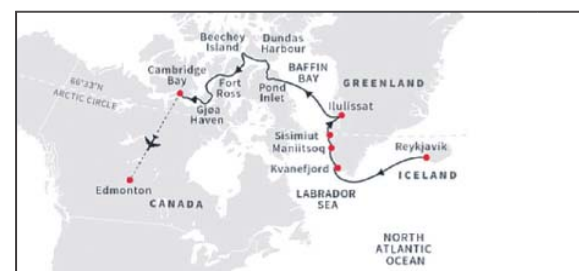 Beechey
Island
Dundas
Harbour
66°33'N
ARCTIC CIRCLE
Cambridge
Bay
Fort
Ross
BAFFIN
BAY
GREENLAND
Pond
Inlet
Gjøa
Haven
Ilulissat
Sisimiut
Maniitsoq
Reykjavík
Kvanefjord
ICELAND
Edmonton
CANADA
LABRADOR
SEA
NORTH
ATLANTIC
OCEAN